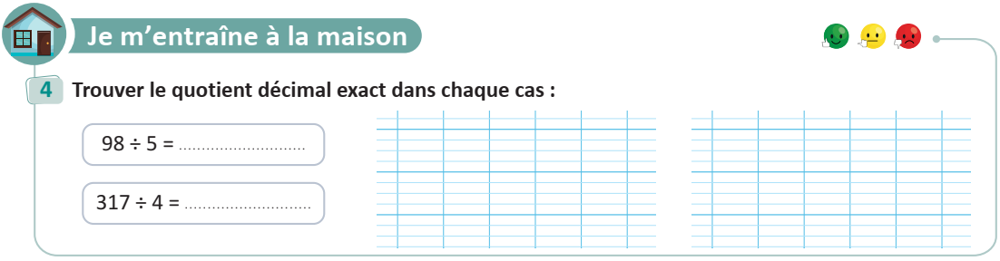 Je m’entraîne à la maison
4 Trouver le quotient décimal exact dans chaque cas :
98 ÷ 5 = ............................
317 ÷ 4 = ............................